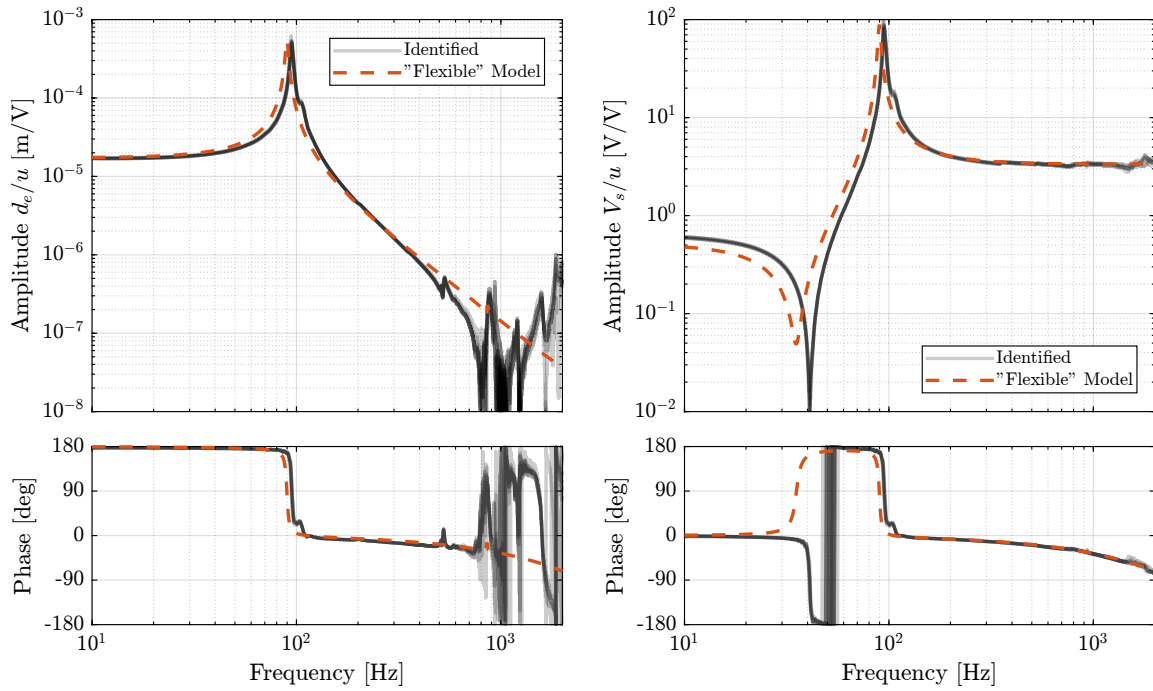 10^-3
10^-4
10^-5
10^-6
10^-7
10^-8
Amplitude d_e/u [m/V]
Identified
"Flexible" Model
180
90
0
-90
-180
Phase [deg]
10^1
10^2
10^3
Frequency [Hz]
10^2
10^1
10^0
10^-1
10^-2
Amplitude V_s/u [V/V]
Identified
"Flexible" Model
180
90
0
-90
-180
Phase [deg]
10^1
10^2
10^3
Frequency [Hz]